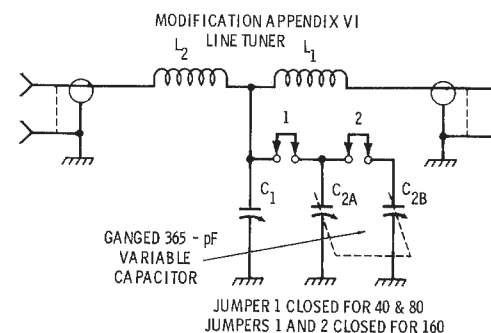 MODIFICATION APPENDIX VI
LINE TUNER
L2
L1
1
2
C1
C2A
C2B
GANGED 365 - pF
VARIABLE
CAPACITOR
JUMPER 1 CLOSED FOR 40 & 80
JUMPERS 1 AND 2 CLOSED FOR 160